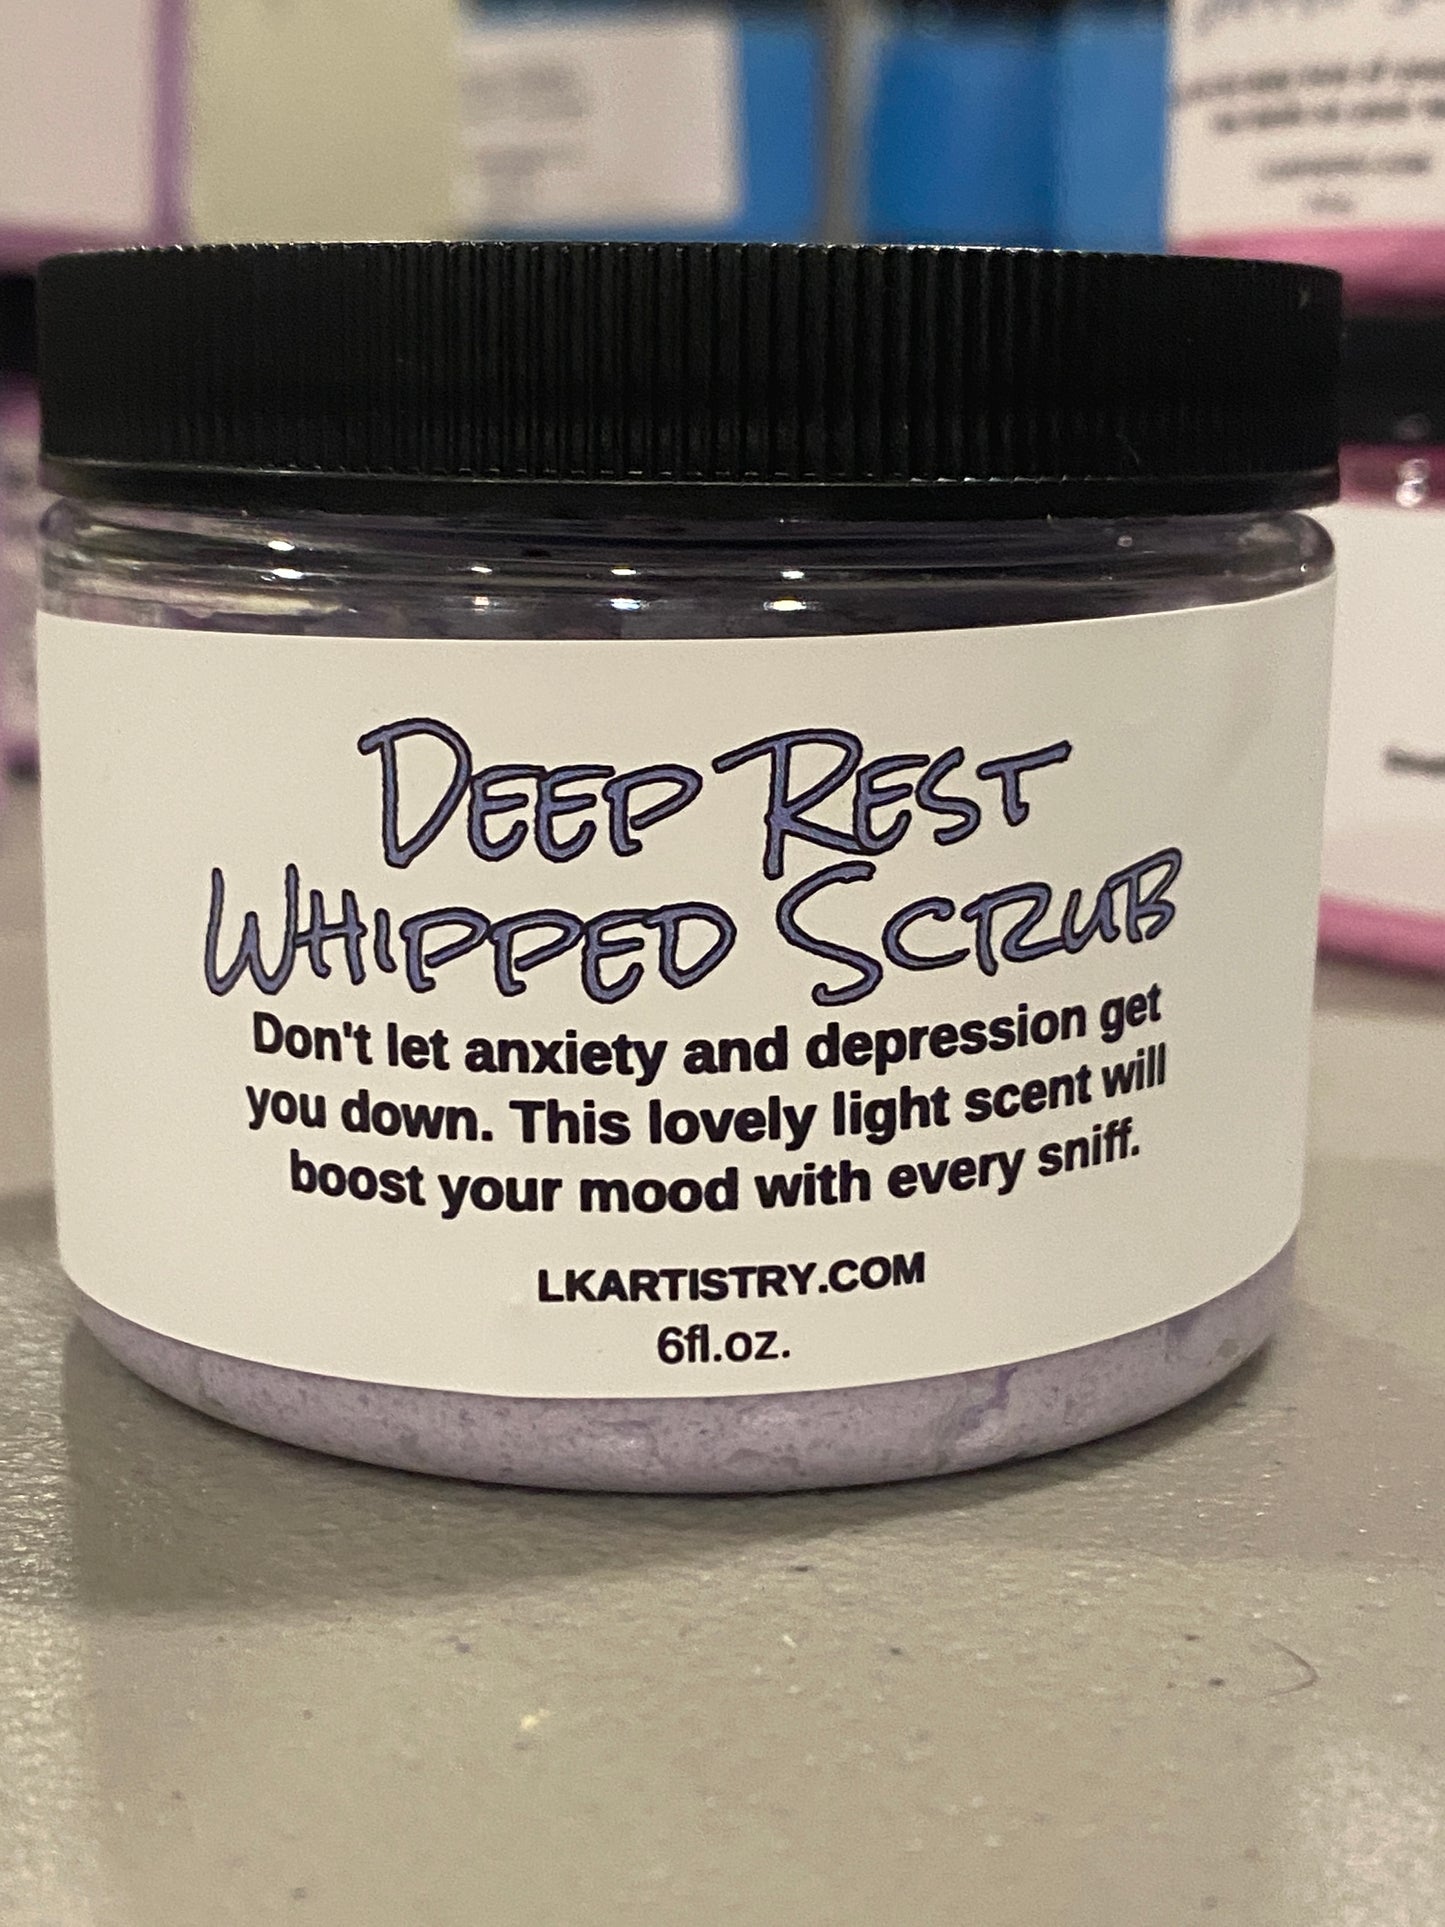 DEEP REST
WHIPPED SCRUB
Don't let anxiety and depression get
you down. This lovely light scent will
boost your mood with every sniff.
LKARTISTRY.COM
6fl.oz.